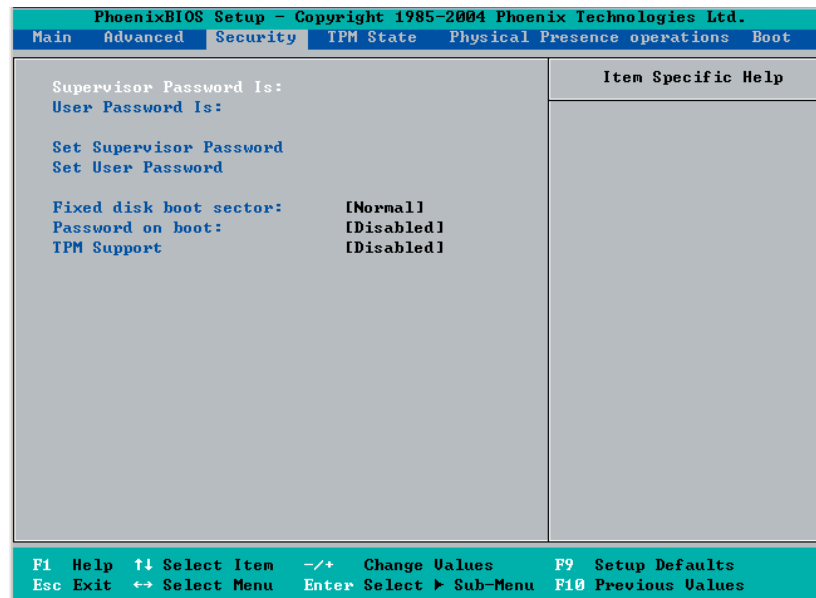 PhoenixBIOS Setup - Copyright 1985-2004 Phoenix Technologies Ltd.
Main Advanced Security TPM State Physical Presence operations Boot
Item Specific Help
Supervisor Password Is:
User Password Is:
Set Supervisor Password
Set User Password
Fixed disk boot sector: [Normal]
Password on boot: [Disabled]
TPM Support [Disabled]
F1 Help ↑↓ Select Item -/+ Change Values F9 Setup Defaults
Esc Exit ↔ Select Menu Enter Select ▶ Sub-Menu F10 Previous Values